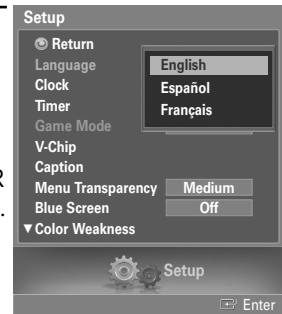 Setup
Return
Language
English
Clock
Español
Timer
Français
Game Mode
V-Chip
Caption
Menu Transparency Medium
R
Blue Screen Off
.
▼ Color Weakness
Setup
Enter